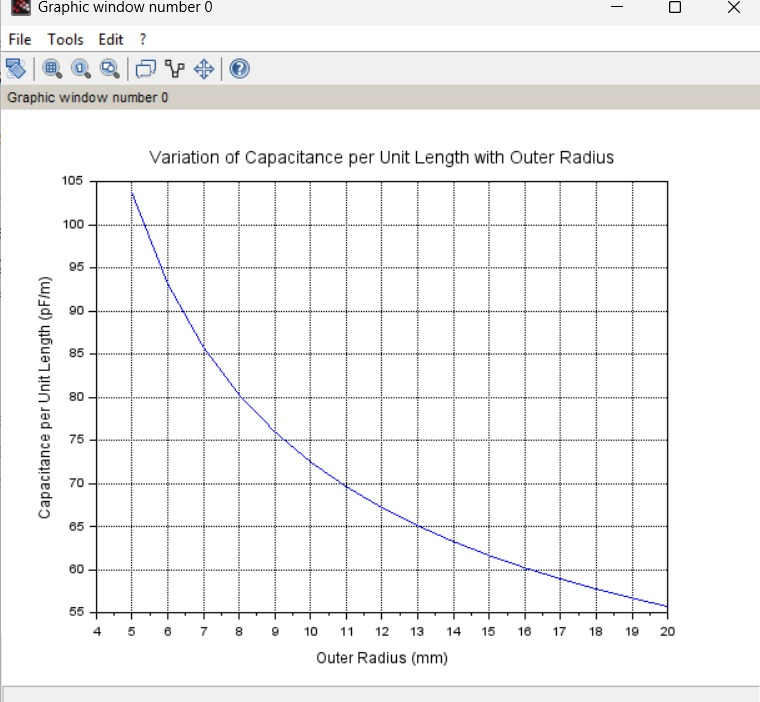 Graphic window number 0
File Tools Edit ?
Graphic window number 0
Variation of Capacitance per Unit Length with Outer Radius
105
100
95
90
85
80
75
70
65
60
55
Capacitance per Unit Length (pF/m)
4 5 6 7 8 9 10 11 12 13 14 15 16 17 18 19 20
Outer Radius (mm)